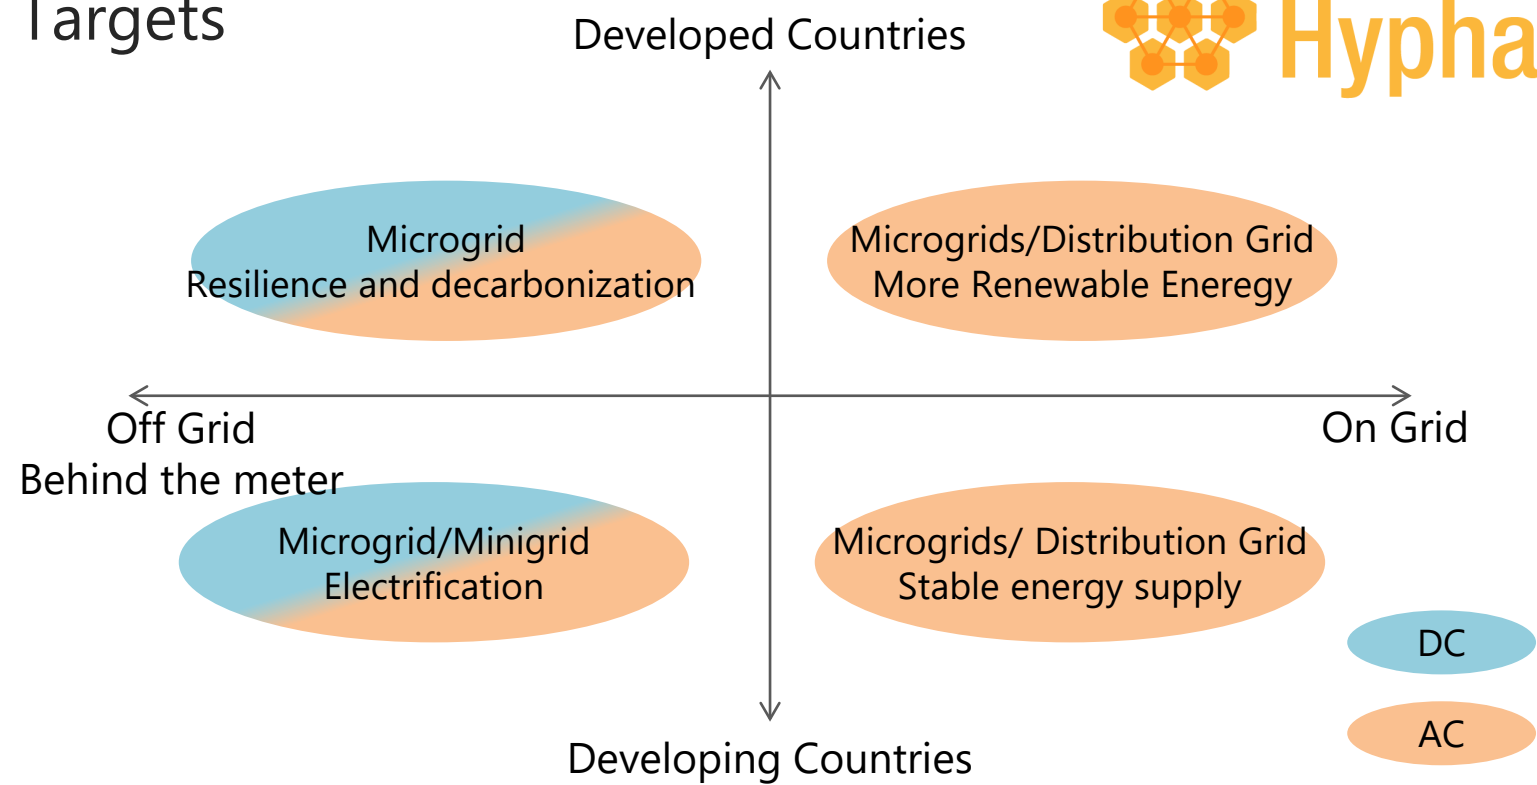 Targets
Developed Countries
Hypha
Microgrid
Resilience and decarbonization
Microgrids/Distribution Grid
More Renewable Eneregy
Off Grid
Behind the meter
On Grid
Microgrid/Minigrid
Electrification
Microgrids/ Distribution Grid
Stable energy supply
DC
AC
Developing Countries